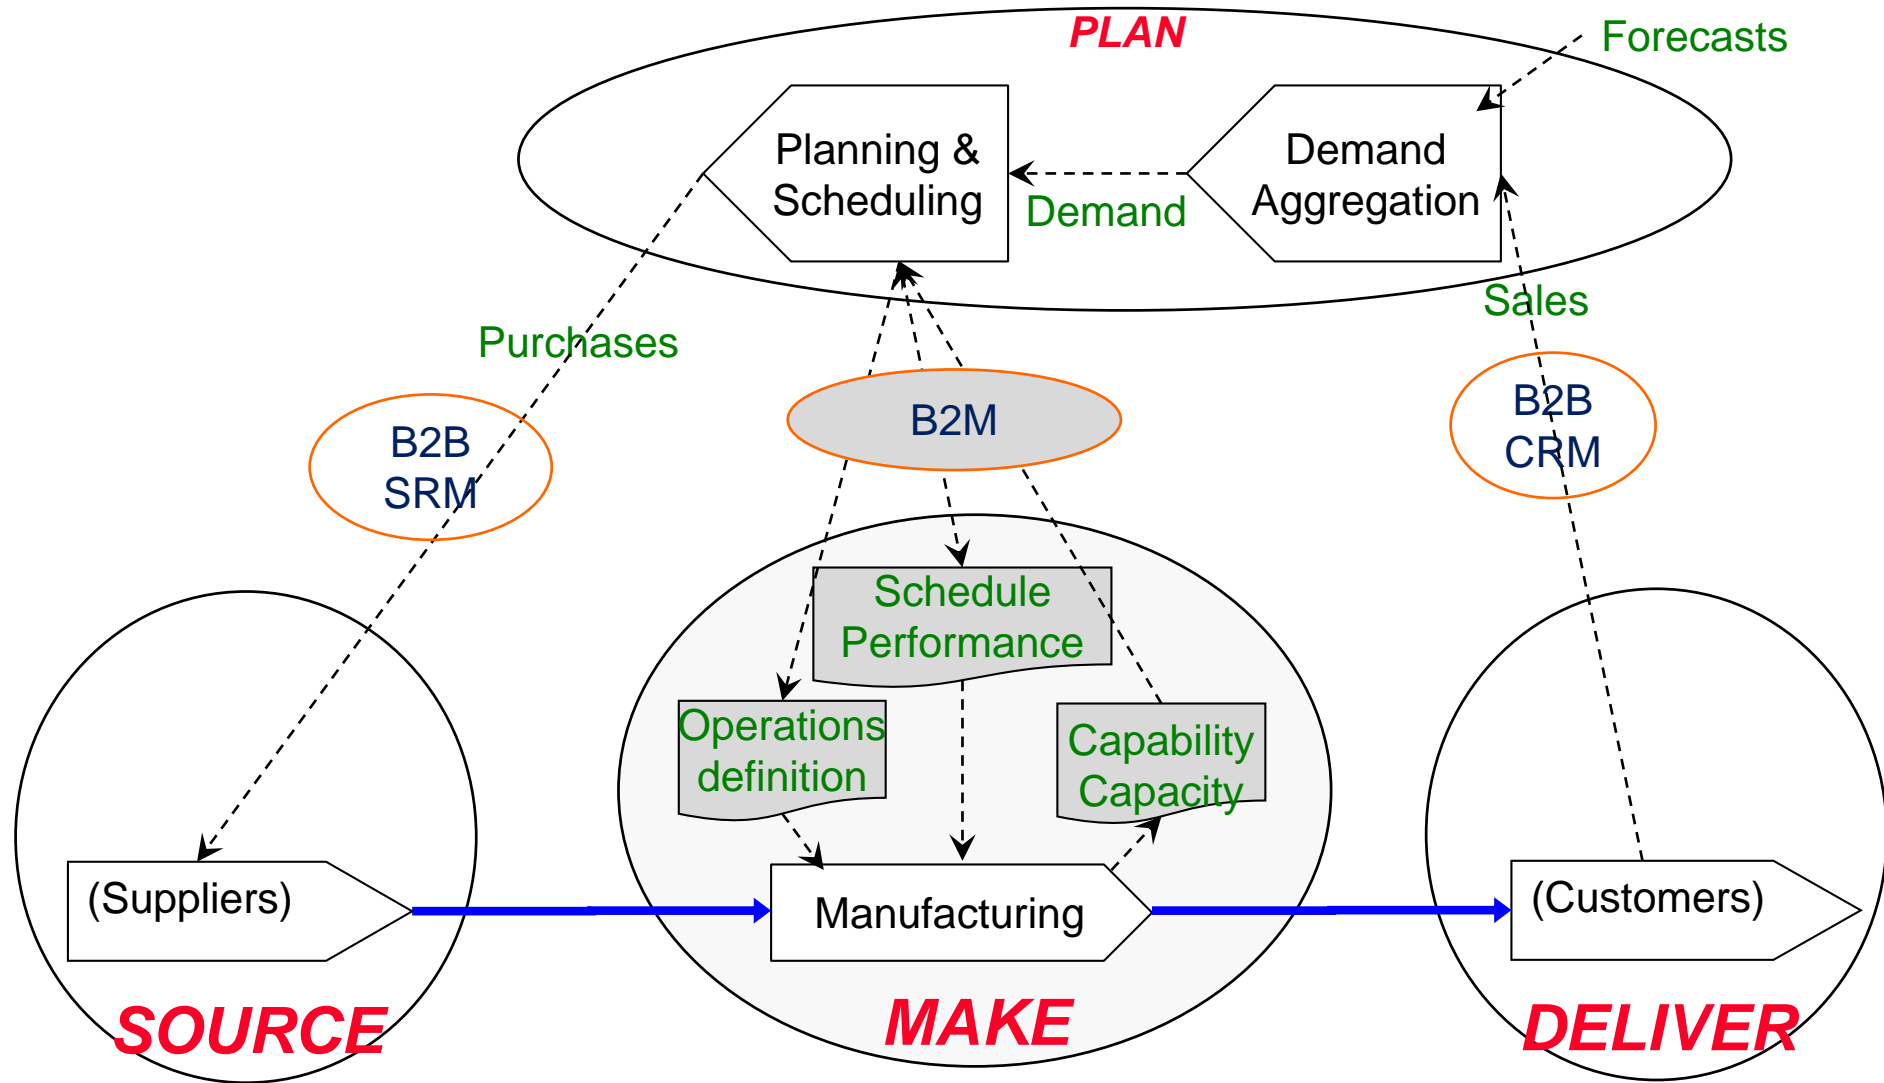 PLAN
Forecasts
Planning &
Scheduling
Demand
Demand
Aggregation
Sales
Purchases
B2B
SRM
B2M
B2B
CRM
Schedule
Performance
Operations
definition
Capability
Capacity
(Suppliers)
Manufacturing
(Customers)
SOURCE
MAKE
DELIVER